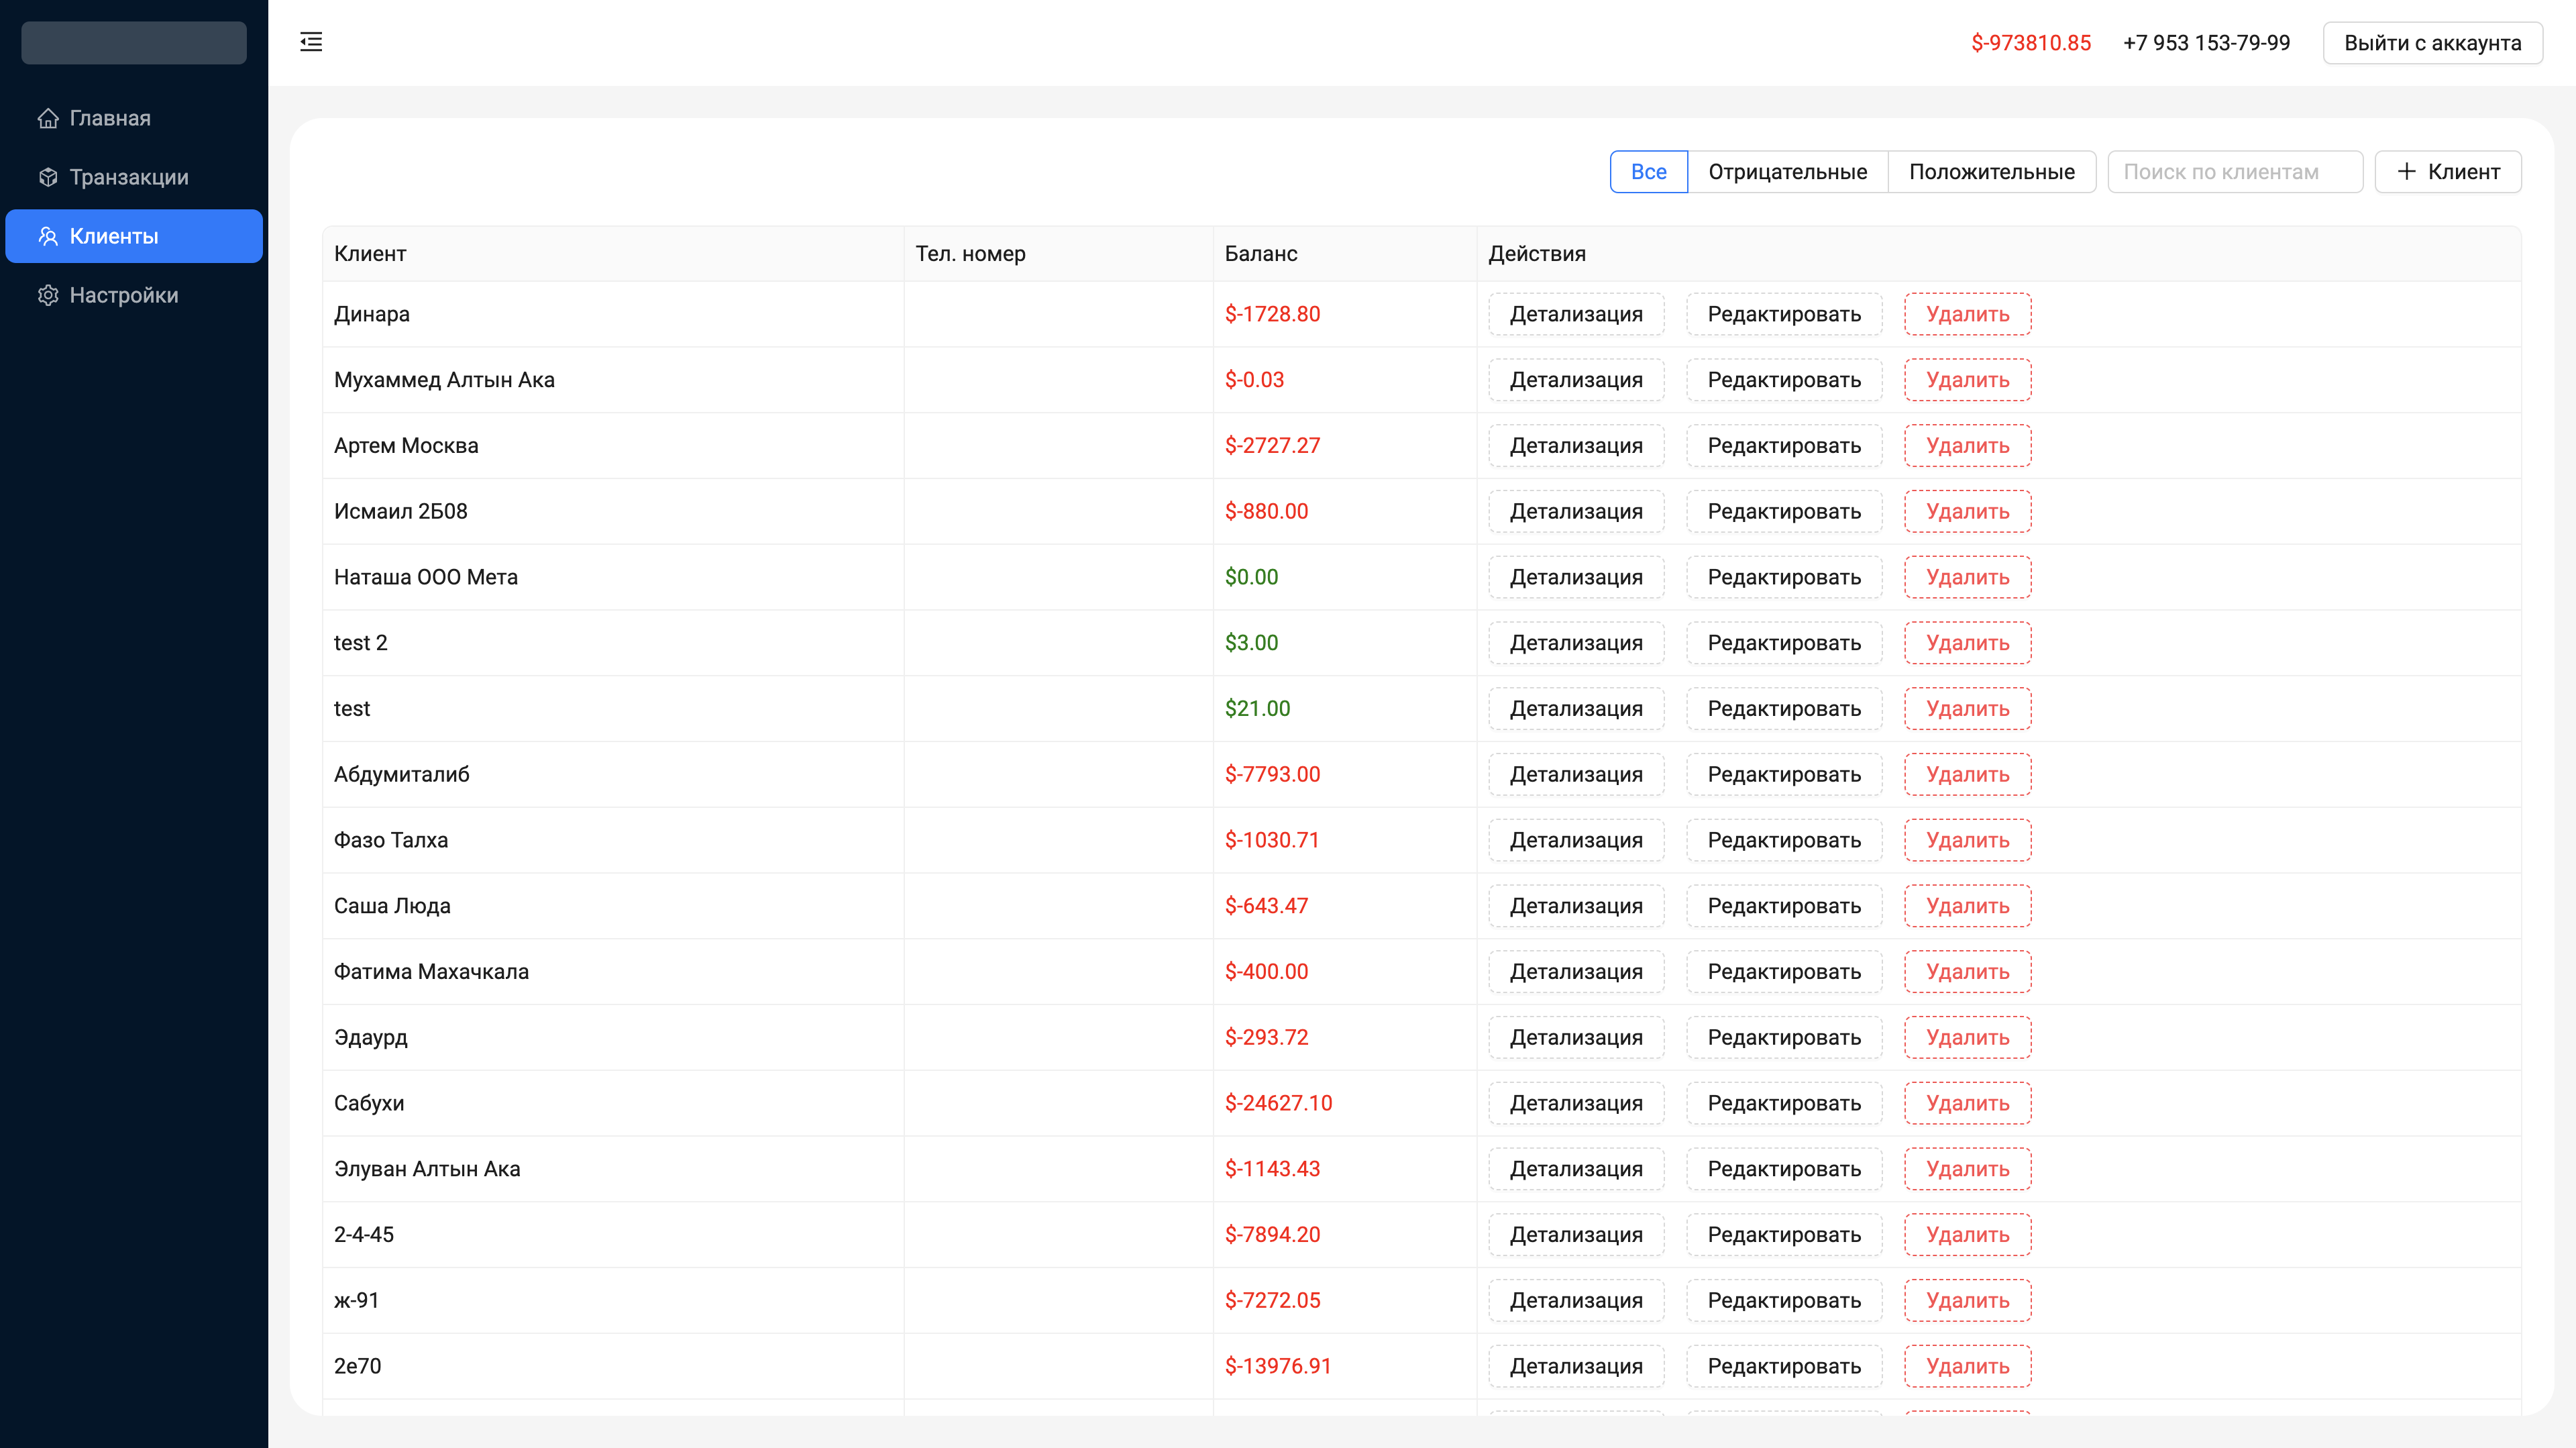 $-973810.85 +7 953 153-79-99 Выйти с аккаунта
Главная
Транзакции
Клиенты
Настройки
Все Отрицательные Положительные Поиск по клиентам + Клиент
Клиент Тел. номер Баланс Действия
Динара $-1728.80 Детализация Редактировать Удалить
Мухаммед Алтын Ака $-0.03 Детализация Редактировать Удалить
Артем Москва $-2727.27 Детализация Редактировать Удалить
Исмаил 2Б08 $-880.00 Детализация Редактировать Удалить
Наташа ООО Мета $0.00 Детализация Редактировать Удалить
test 2 $3.00 Детализация Редактировать Удалить
test $21.00 Детализация Редактировать Удалить
Абдумиталиб $-7793.00 Детализация Редактировать Удалить
Фазо Талха $-1030.71 Детализация Редактировать Удалить
Саша Люда $-643.47 Детализация Редактировать Удалить
Фатима Махачкала $-400.00 Детализация Редактировать Удалить
Эдаурд $-293.72 Детализация Редактировать Удалить
Сабухи $-24627.10 Детализация Редактировать Удалить
Элуван Алтын Ака $-1143.43 Детализация Редактировать Удалить
2-4-45 $-7894.20 Детализация Редактировать Удалить
ж-91 $-7272.05 Детализация Редактировать Удалить
2е70 $-13976.91 Детализация Редактировать Удалить